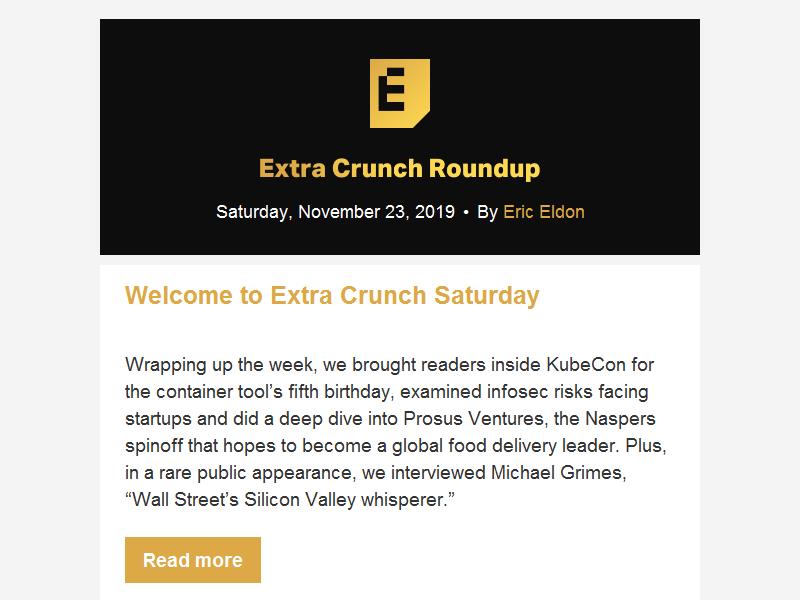 E
Extra Crunch Roundup
Saturday, November 23, 2019 • By Eric Eldon
Welcome to Extra Crunch Saturday
Wrapping up the week, we brought readers inside KubeCon for
the container tool’s fifth birthday, examined infosec risks facing
startups and did a deep dive into Prosus Ventures, the Naspers
spinoff that hopes to become a global food delivery leader. Plus,
in a rare public appearance, we interviewed Michael Grimes,
“Wall Street’s Silicon Valley whisperer.”
Read more